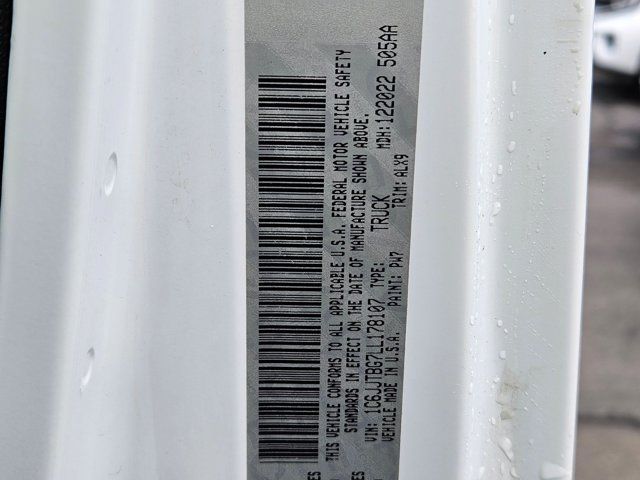 THIS VEHICLE CONFORMS TO ALL APPLICABLE U.S.A. FEDERAL MOTOR VEHICLE SAFETY
STANDARDS IN EFFECT ON THE DATE OF MANUFACTURE SHOWN ABOVE.
VIN: 1C6JJTBG7LL178107 TYPE: TRUCK MDH: 122022 505AA
VEHICLE MADE IN U.S.A. PAINT: PW7 TRIM: ALX9